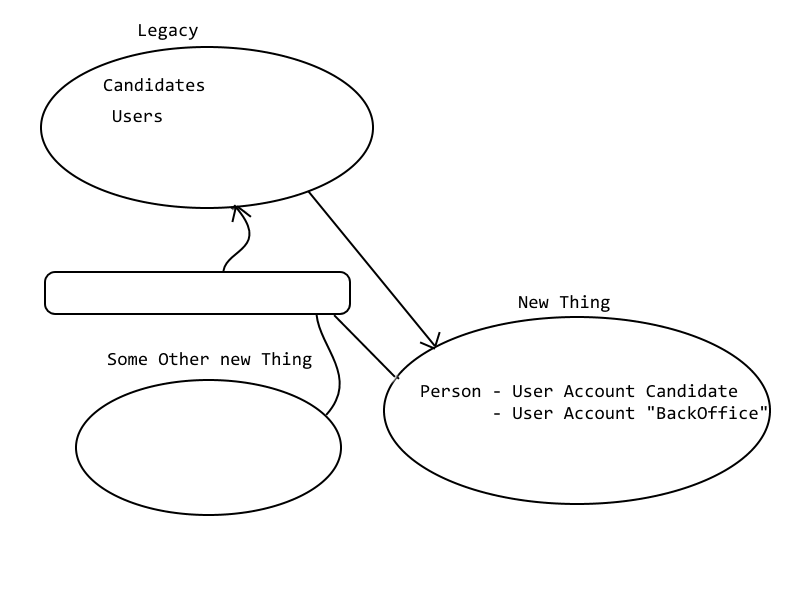 Legacy
Candidates
Users
New Thing
Some Other new Thing
Person - User Account Candidate
- User Account "BackOffice"